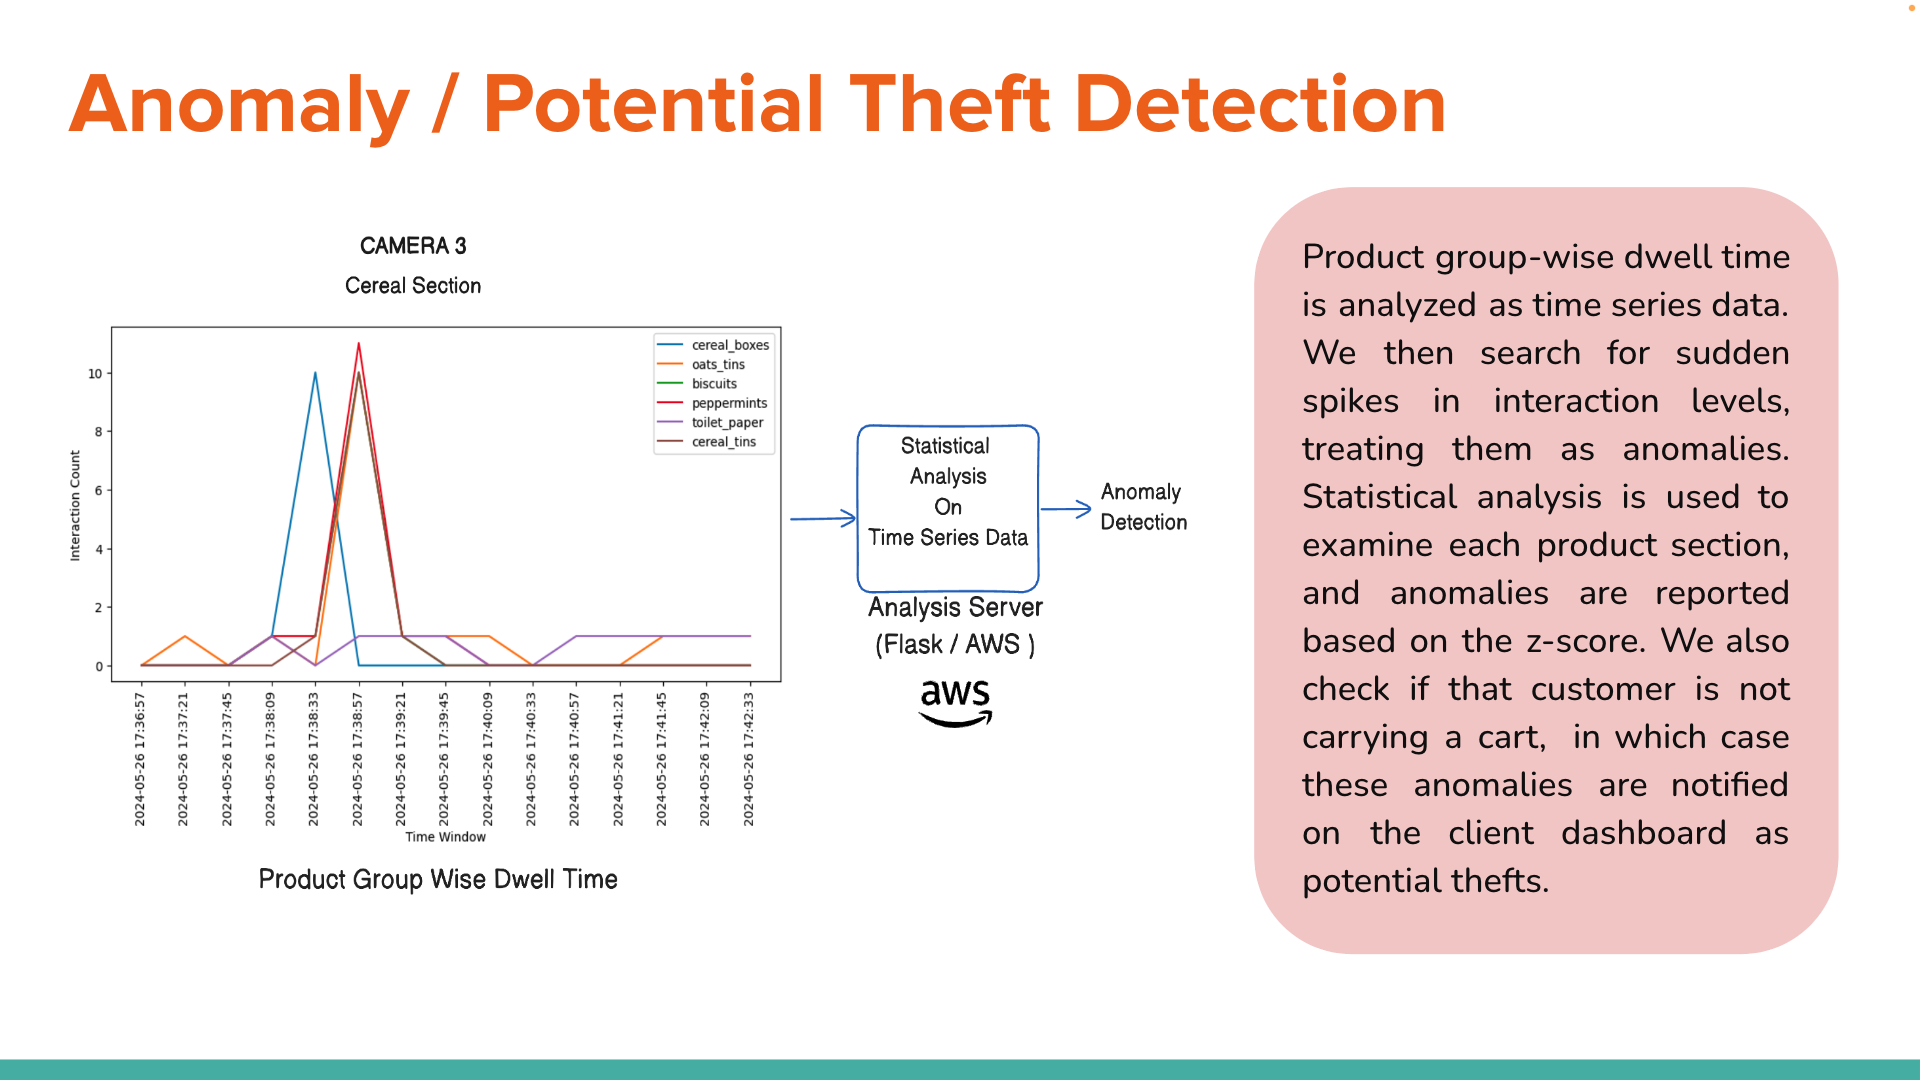 Anomaly / Potential Theft Detection
CAMERA 3
Cereal Section
cereal_boxes
oats_tins
biscuits
peppermints
toilet_paper
cereal_tins
10
8
6
4
2
0
Interaction Count
2024-05-26 17:36:57
2024-05-26 17:37:21
2024-05-26 17:37:45
2024-05-26 17:38:09
2024-05-26 17:38:33
2024-05-26 17:38:57
2024-05-26 17:39:21
2024-05-26 17:39:45
2024-05-26 17:40:09
2024-05-26 17:40:33
2024-05-26 17:40:57
2024-05-26 17:41:21
2024-05-26 17:41:45
2024-05-26 17:42:09
2024-05-26 17:42:33
Time Window
Product Group Wise Dwell Time
Statistical
Analysis
On
Time Series Data
Analysis Server
(Flask / AWS )
aws
Anomaly
Detection
Product group-wise dwell time
is analyzed as time series data.
We then search for sudden
spikes in interaction levels,
treating them as anomalies.
Statistical analysis is used to
examine each product section,
and anomalies are reported
based on the z-score. We also
check if that customer is not
carrying a cart, in which case
these anomalies are notified
on the client dashboard as
potential thefts.